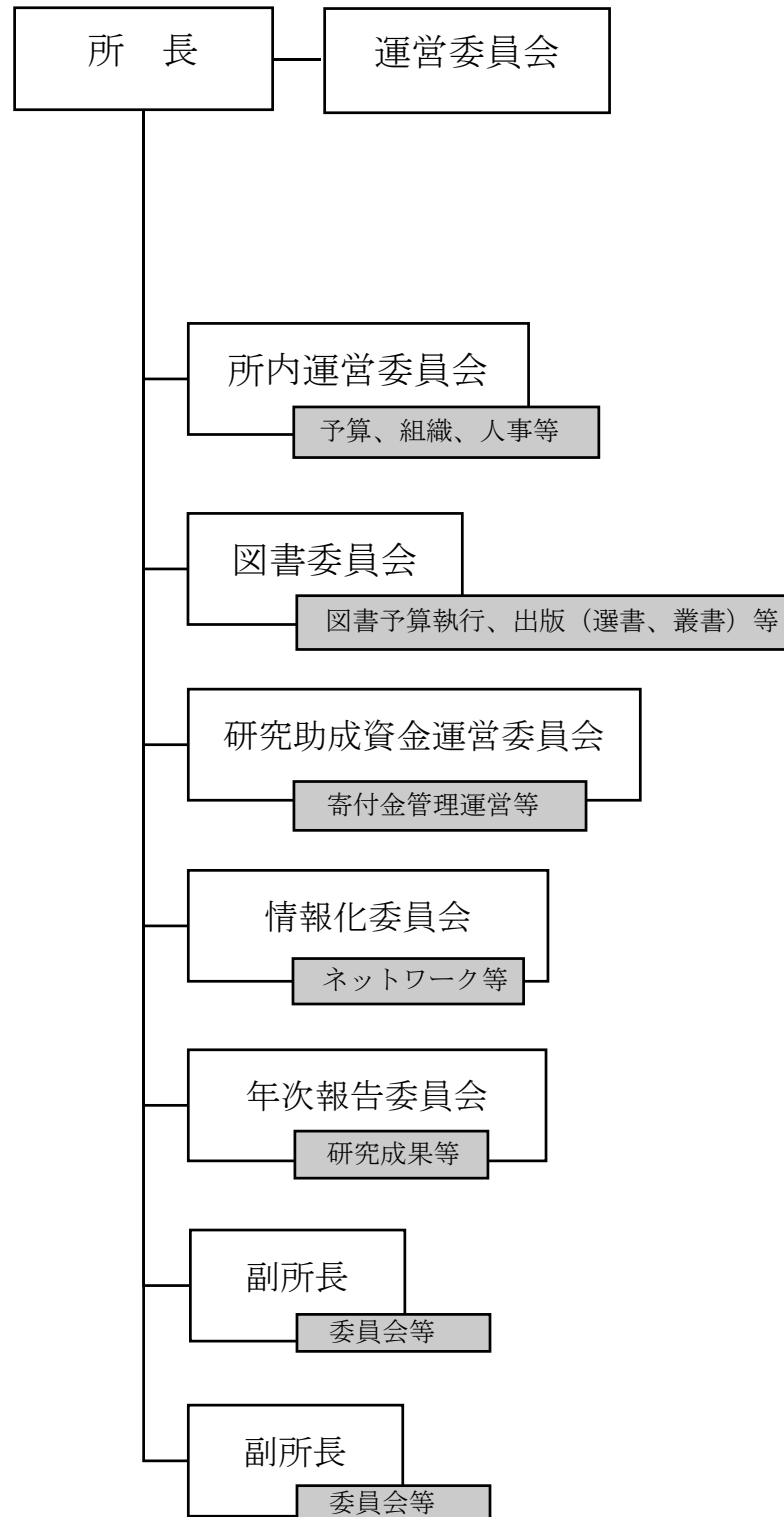 所　長
運営委員会
所内運営委員会
予算、組織、人事等
図書委員会
図書予算執行、出版（選書、叢書）等
研究助成資金運営委員会
寄付金管理運営等
情報化委員会
ネットワーク等
年次報告委員会
研究成果等
副所長
委員会等
副所長
委員会等